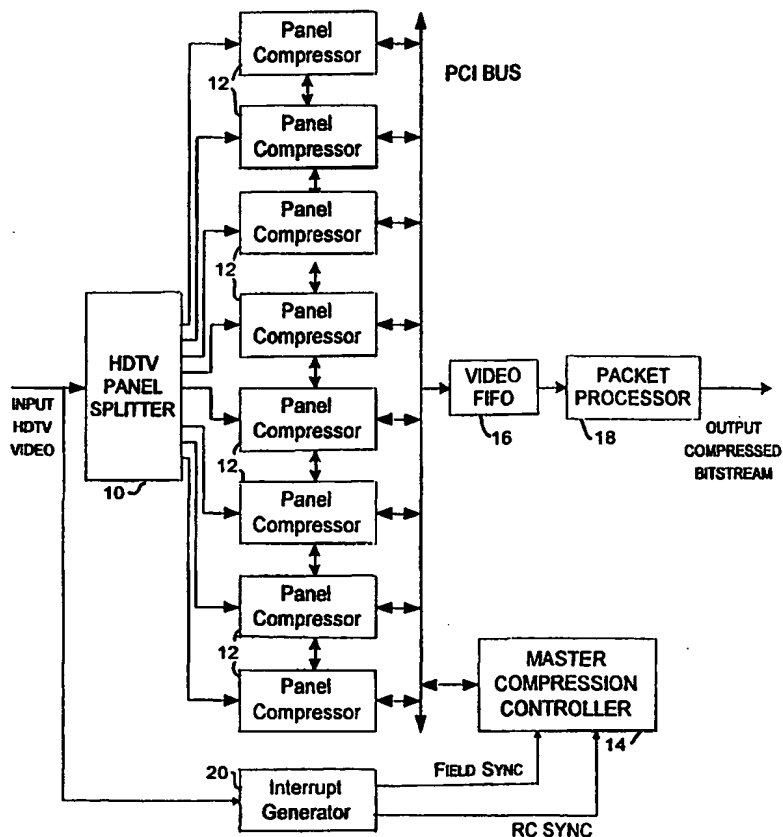 Panel
Compressor
12
PCI BUS
Panel
Compressor
Panel
Compressor
12
Panel
Compressor
HDTV
PANEL
SPLITTER
10
INPUT
HDTV
VIDEO
Panel
Compressor
12
VIDEO
FIFO
16
PACKET
PROCESSOR
18
OUTPUT
COMPRESSED
BITSTREAM
Panel
Compressor
Panel
Compressor
12
Panel
Compressor
MASTER
COMPRESSION
CONTROLLER
14
20
Interrupt
Generator
FIELD SYNC
RC SYNC